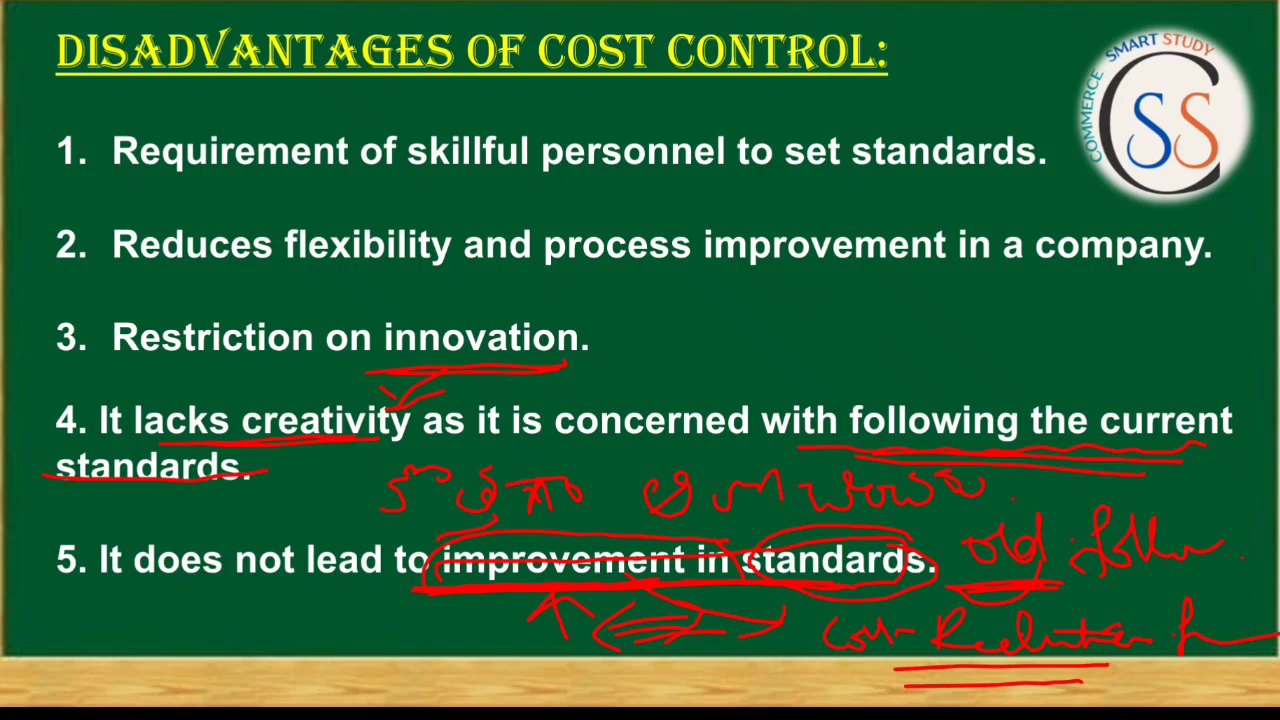 DISADVANTAGES OF COST CONTROL:
COMMERCE SMART STUDY
CSS
1. Requirement of skillful personnel to set standards.
2. Reduces flexibility and process improvement in a company.
3. Restriction on innovation.
4. It lacks creativity as it is concerned with following the current
standards.
5. It does not lead to improvement in standards.
old follow